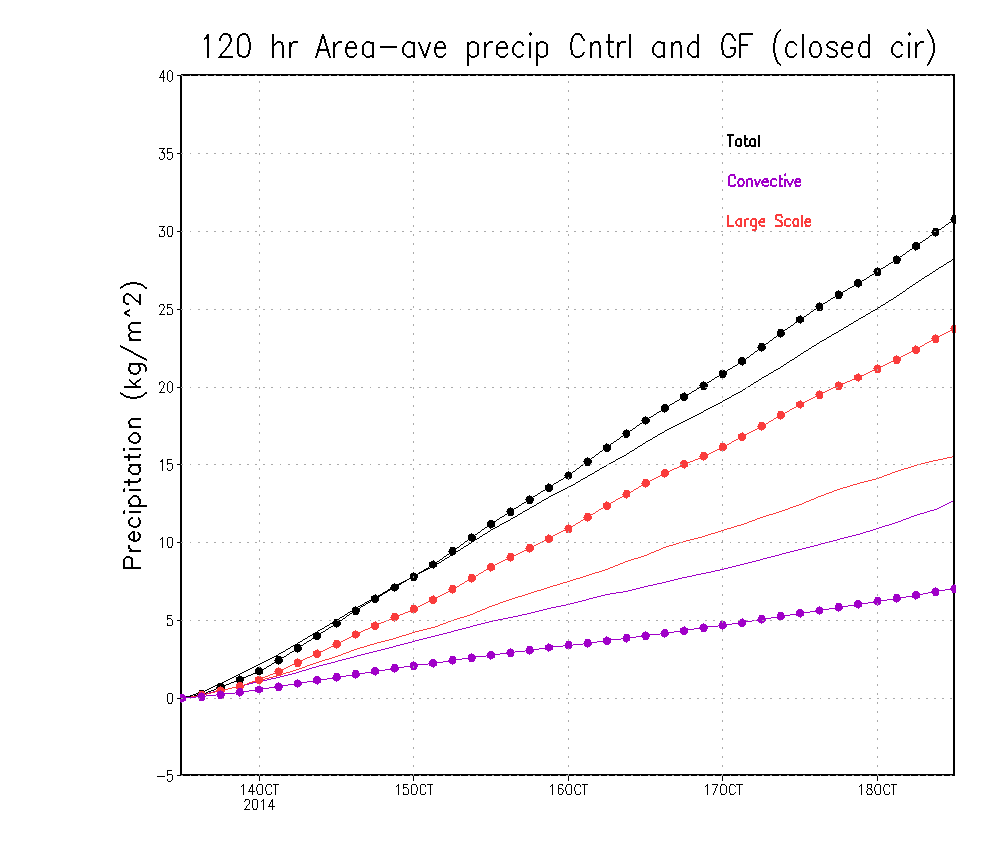 120 hr Area-ave precip Cntrl and GF (closed cir)
40
35
30
25
20
15
10
5
0
-5
Precipitation (kg/m^2)
Total
Convective
Large Scale
14OCT 15OCT 16OCT 17OCT 18OCT
2014